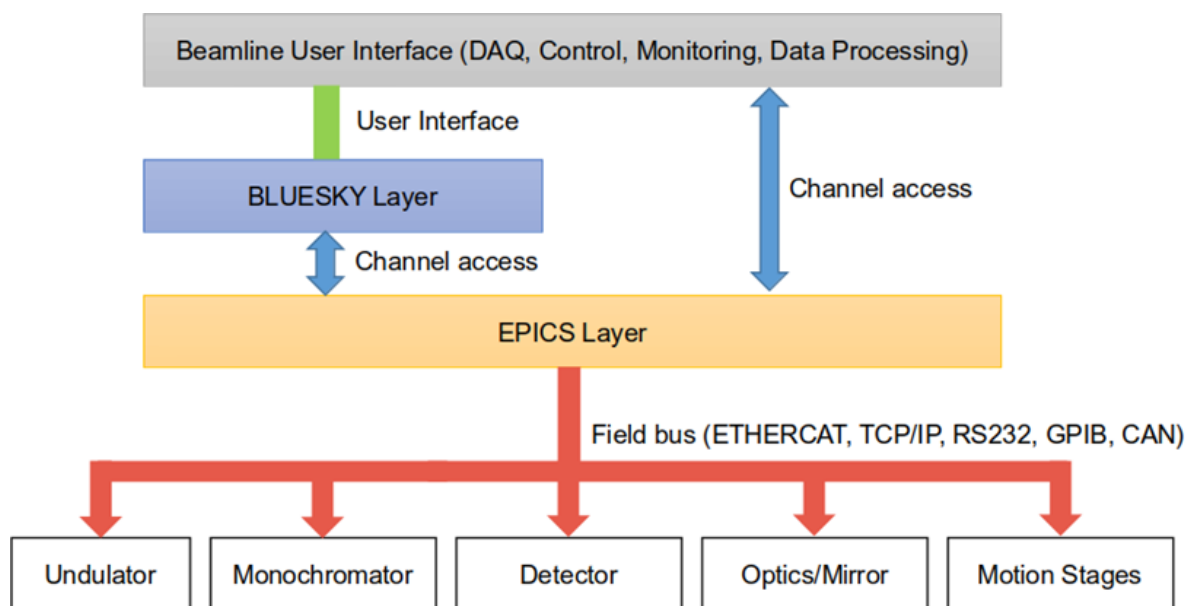 Beamline User Interface (DAQ, Control, Monitoring, Data Processing)
User Interface
BLUESKY Layer
Channel access
Channel access
EPICS Layer
Field bus (ETHERCAT, TCP/IP, RS232, GPIB, CAN)
Undulator
Monochromator
Detector
Optics/Mirror
Motion Stages